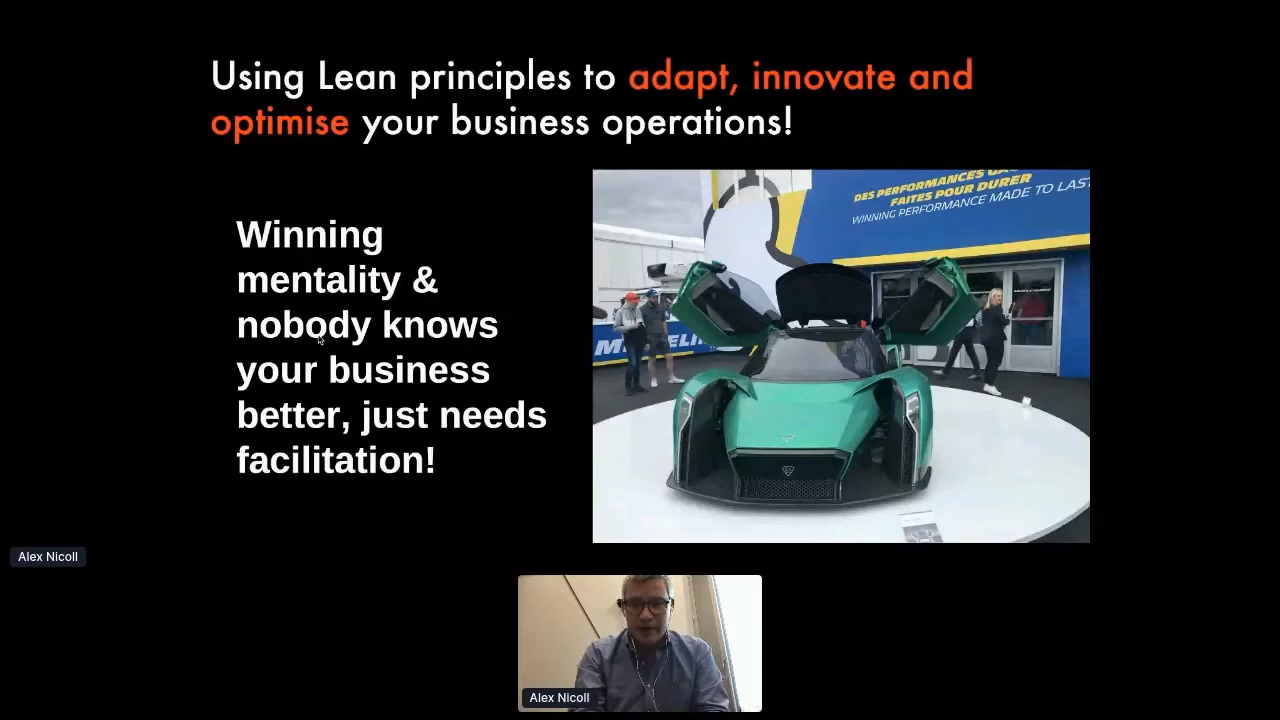 Using Lean principles to adapt, innovate and
optimise your business operations!
DES PERFORMANCES
FAITES POUR DURER
WINNING PERFORMANCE MADE TO LAST
Winning
mentality &
nobody knows
your business
better, just needs
facilitation!
Alex Nicoll
Alex Nicoll